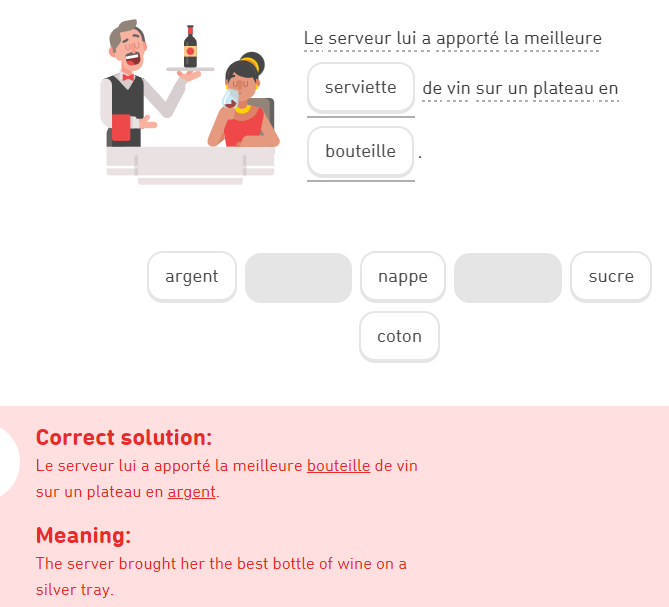 Le serveur lui a apporté la meilleure
serviette de vin sur un plateau en
bouteille .
argent nappe sucre
coton
Correct solution:
Le serveur lui a apporté la meilleure bouteille de vin
sur un plateau en argent.
Meaning:
The server brought her the best bottle of wine on a
silver tray.